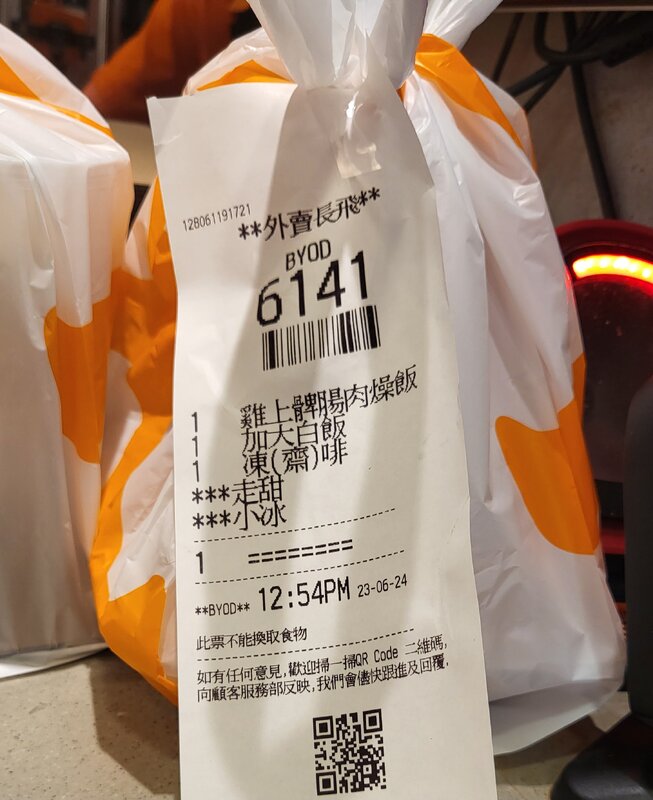 128061191721
**外賣長飛**
BYOD
6141
1 雞上髀腸肉燥飯
1 加大白飯
1 凍(齋)啡
***走甜
***小冰
1 ========
**BYOD** 12:54PM 23-06-24
此票不能換取食物
如有任何意見,歡迎掃一掃QR Code 二維碼,
向顧客服務部反映,我們會儘快跟進及回覆.